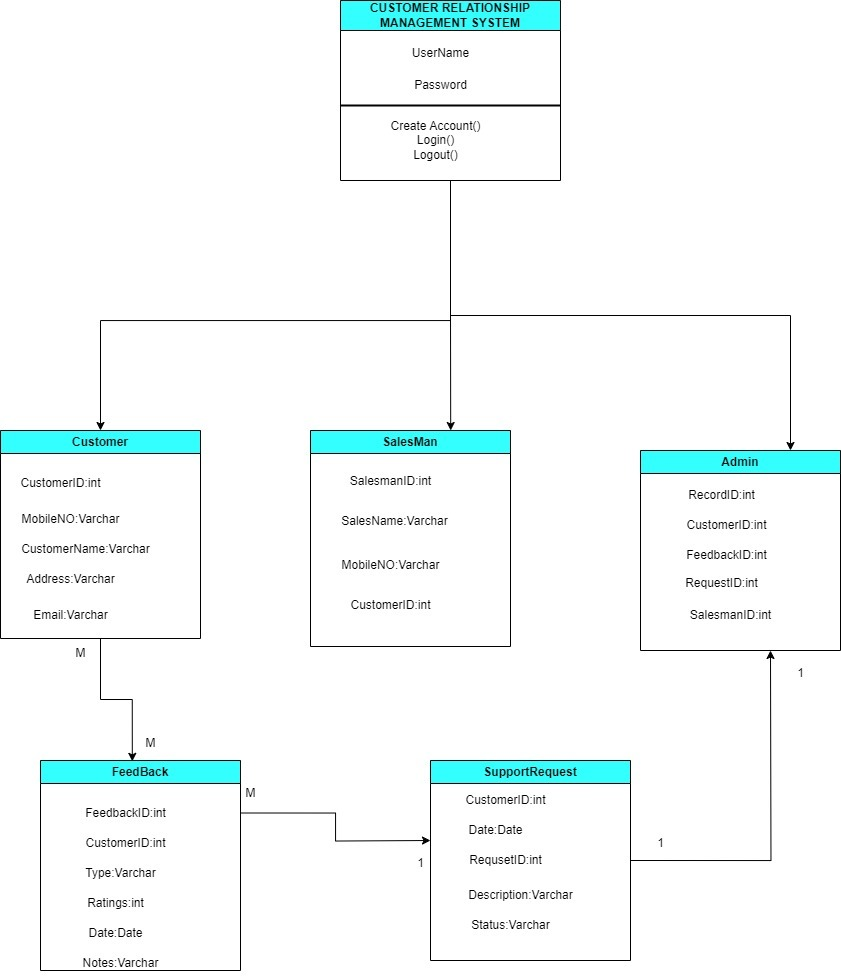 CUSTOMER RELATIONSHIP
MANAGEMENT SYSTEM
UserName
Password
Create Account()
Login()
Logout()
Customer
CustomerID:int
MobileNO:Varchar
CustomerName:Varchar
Address:Varchar
Email:Varchar
SalesMan
SalesmanID:int
SalesName:Varchar
MobileNO:Varchar
CustomerID:int
Admin
RecordID:int
CustomerID:int
FeedbackID:int
RequestID:int
SalesmanID:int
M
M
1
FeedBack
FeedbackID:int
CustomerID:int
Type:Varchar
Ratings:int
Date:Date
Notes:Varchar
M
1
SupportRequest
CustomerID:int
Date:Date
RequsetID:int
Description:Varchar
Status:Varchar
1